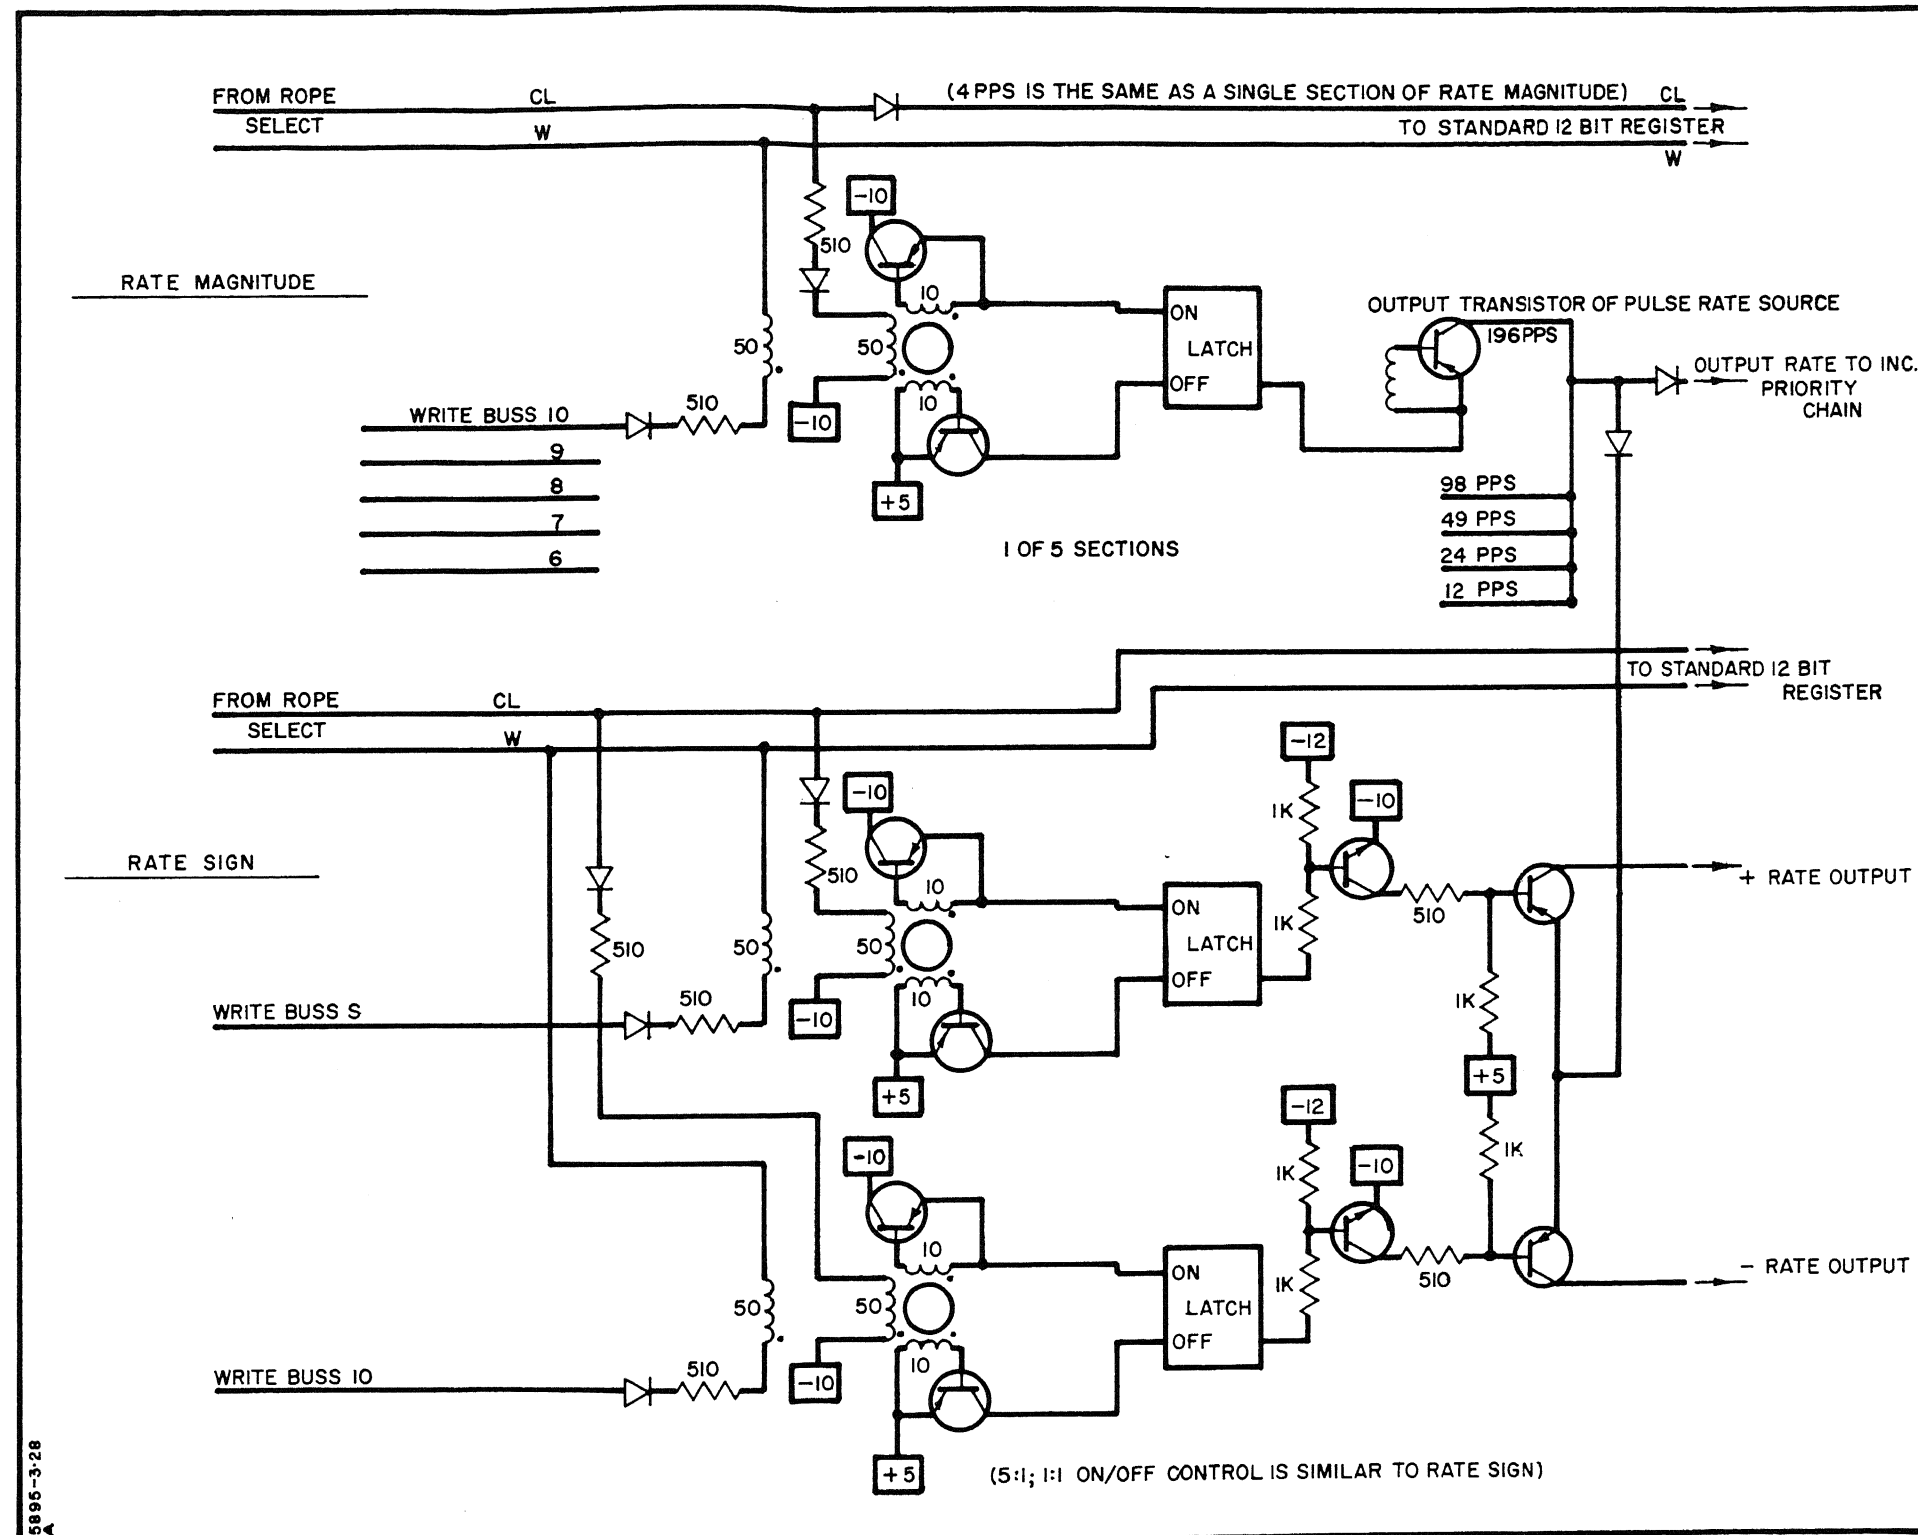 FROM ROPE CL (4 PPS IS THE SAME AS A SINGLE SECTION OF RATE MAGNITUDE) CL
SELECT W TO STANDARD 12 BIT REGISTER
W
-10
510
RATE MAGNITUDE
10
ON
OUTPUT TRANSISTOR OF PULSE RATE SOURCE
196PPS
50 50 LATCH
OUTPUT RATE TO INC.
PRIORITY
CHAIN
OFF
10
510
WRITE BUSS 10
-10
9
8
7
6
+5
98 PPS
49 PPS
24 PPS
12 PPS
1 OF 5 SECTIONS
TO STANDARD 12 BIT
REGISTER
FROM ROPE CL
SELECT W
-12
-10
1K
-10
RATE SIGN
510
10
ON
510
+ RATE OUTPUT
1K
510
50 50 LATCH
OFF
10
1K
510
WRITE BUSS S
-10
+5
+5
-12
1K
-10
1K
-10
10
ON
510
- RATE OUTPUT
1K
50 50 LATCH
OFF
10
510
WRITE BUSS 10
-10
+5
(5:1; 1:1 ON/OFF CONTROL IS SIMILAR TO RATE SIGN)
5895-3-28
A